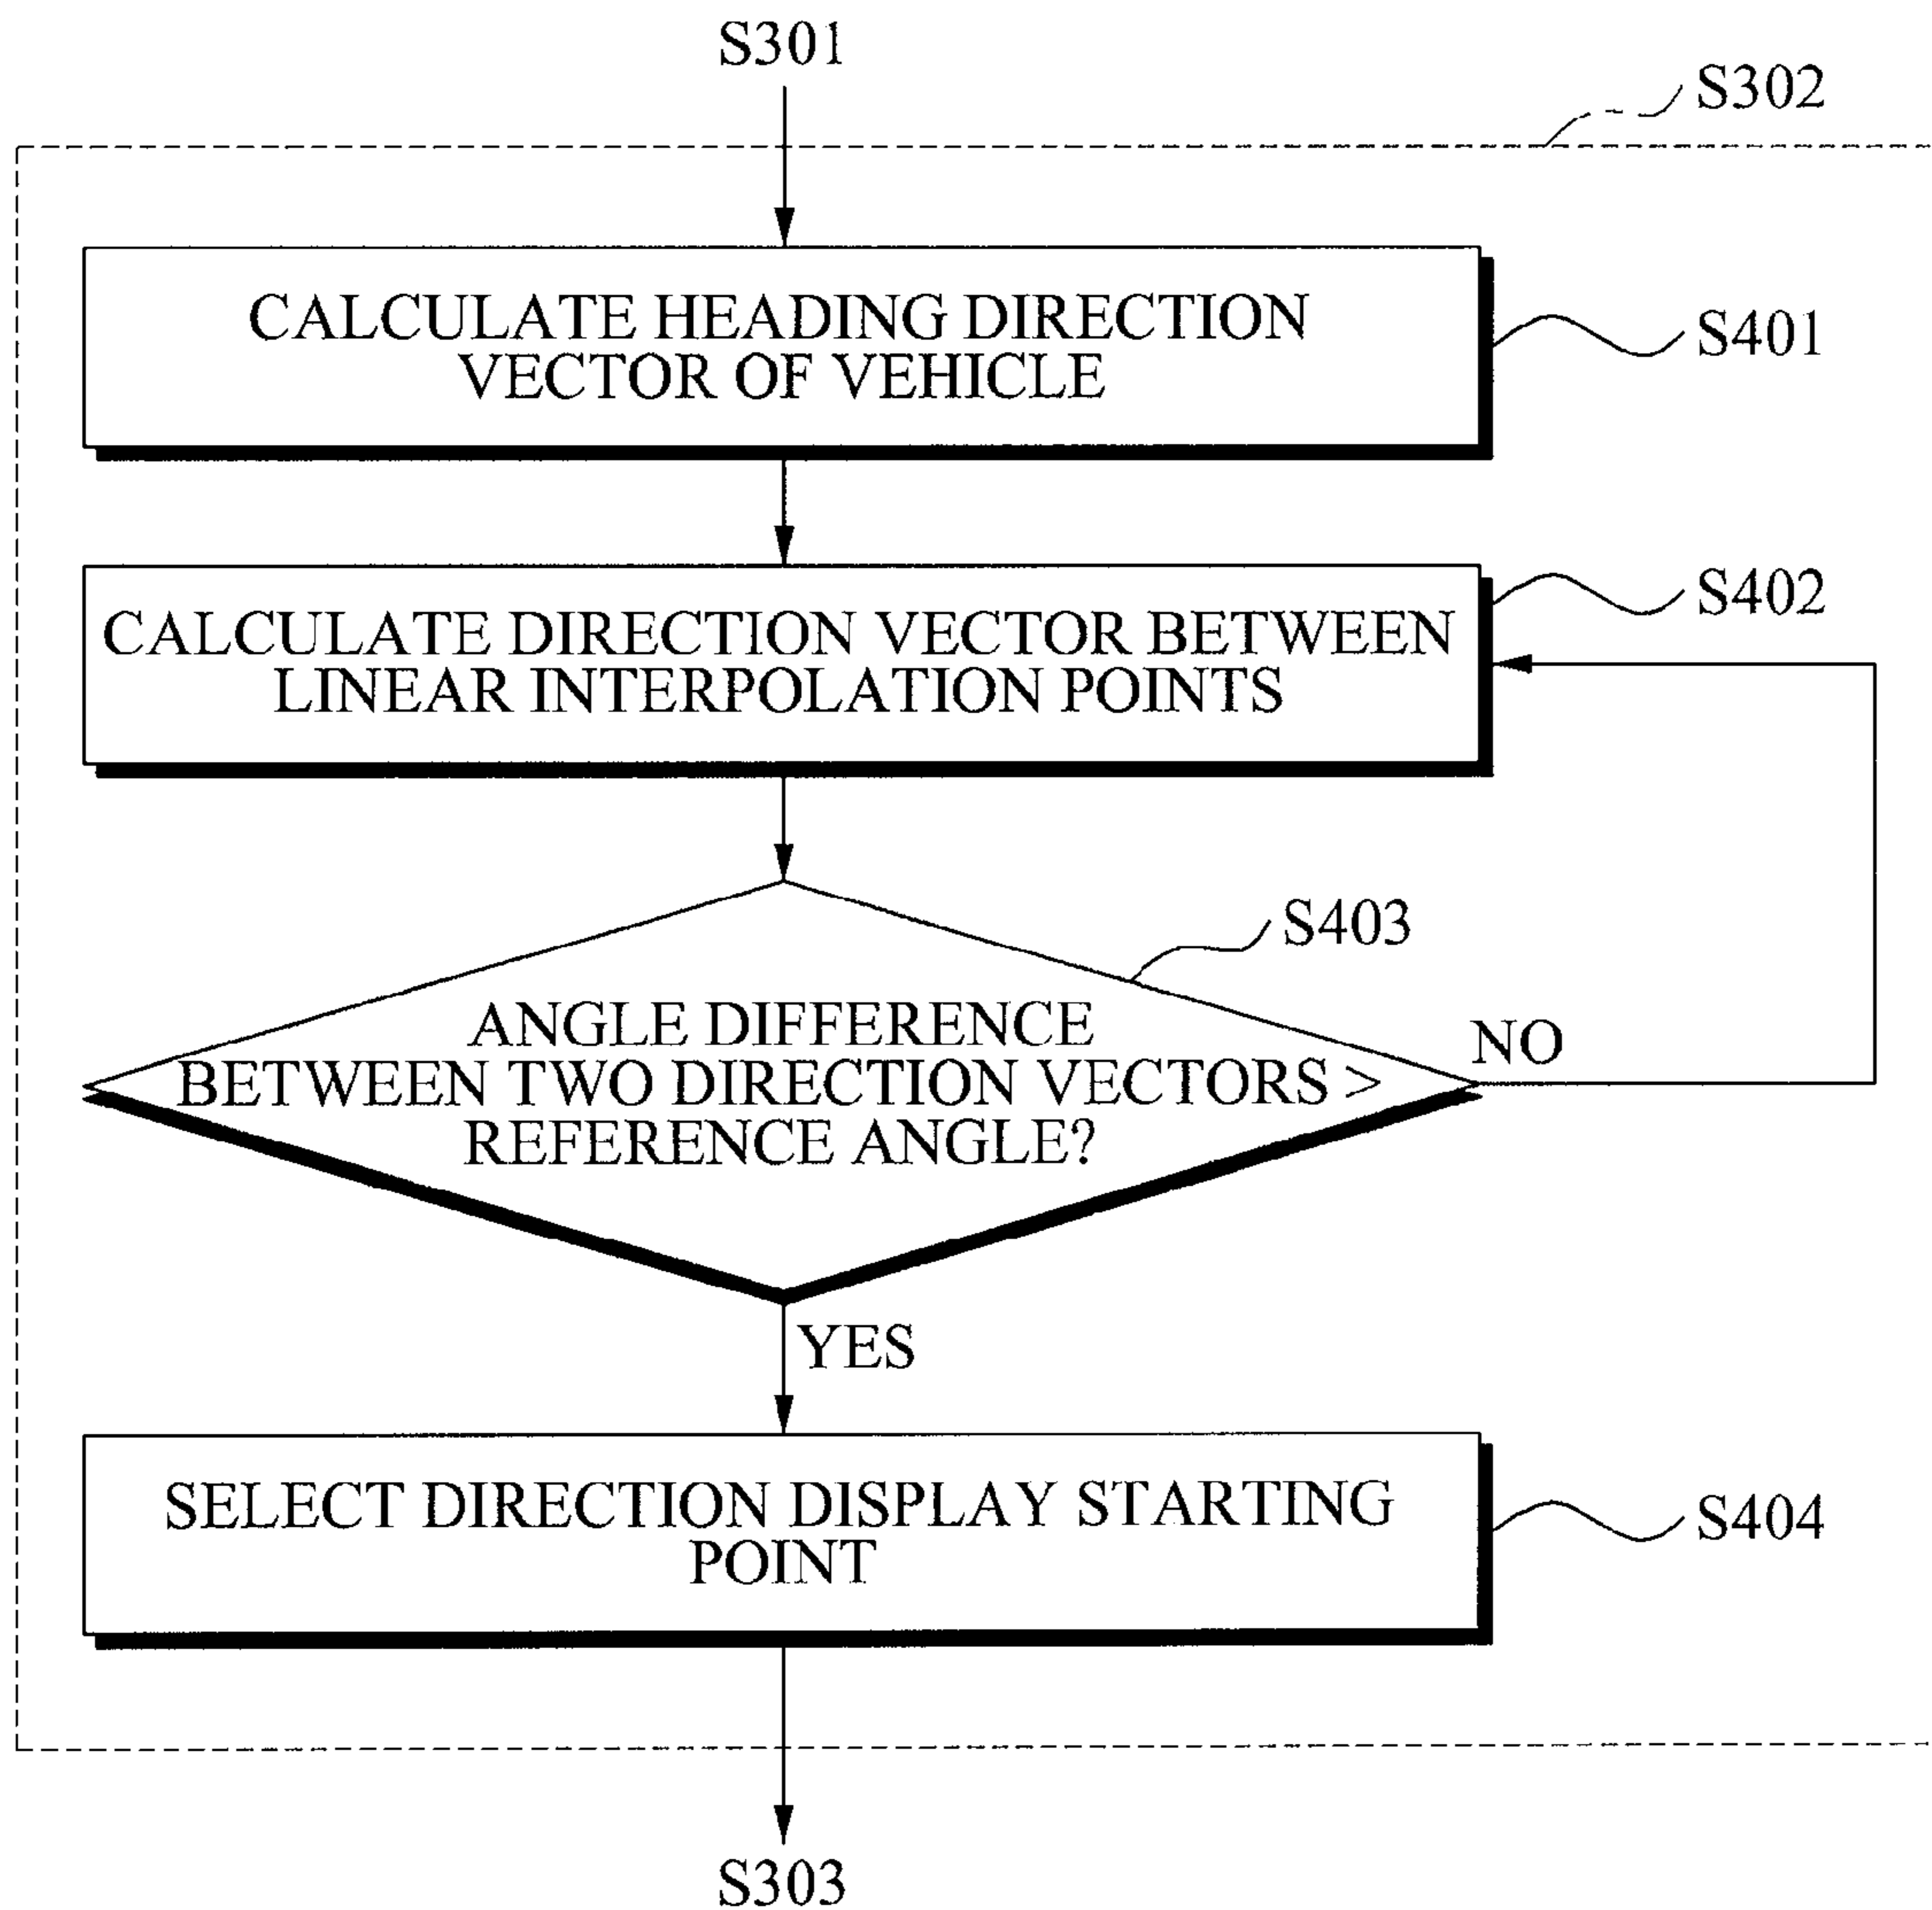 S301
S302
CALCULATE HEADING DIRECTION
VECTOR OF VEHICLE
S401
CALCULATE DIRECTION VECTOR BETWEEN
LINEAR INTERPOLATION POINTS
S402
S403
ANGLE DIFFERENCE
BETWEEN TWO DIRECTION VECTORS >
REFERENCE ANGLE?
NO
YES
SELECT DIRECTION DISPLAY STARTING
POINT
S404
S303